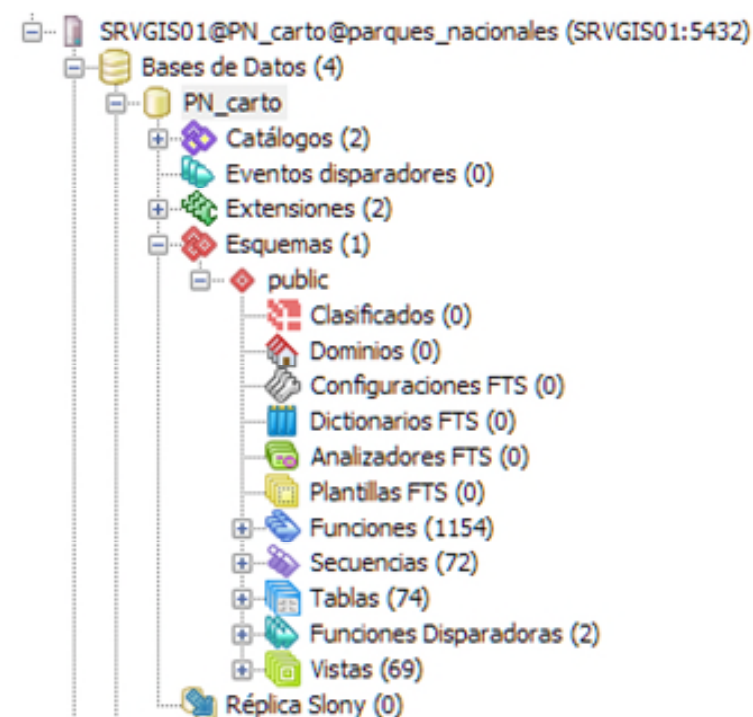 SRVGIS01@PN_carto@parques_nacionales (SRVGIS01:5432)
Bases de Datos (4)
PN_carto
Catálogos (2)
Eventos disparadores (0)
Extensiones (2)
Esquemas (1)
public
Clasificados (0)
Dominios (0)
Configuraciones FTS (0)
Dictionarios FTS (0)
Analizadores FTS (0)
Plantillas FTS (0)
Funciones (1154)
Secuencias (72)
Tablas (74)
Funciones Disparadoras (2)
Vistas (69)
Réplica Slony (0)